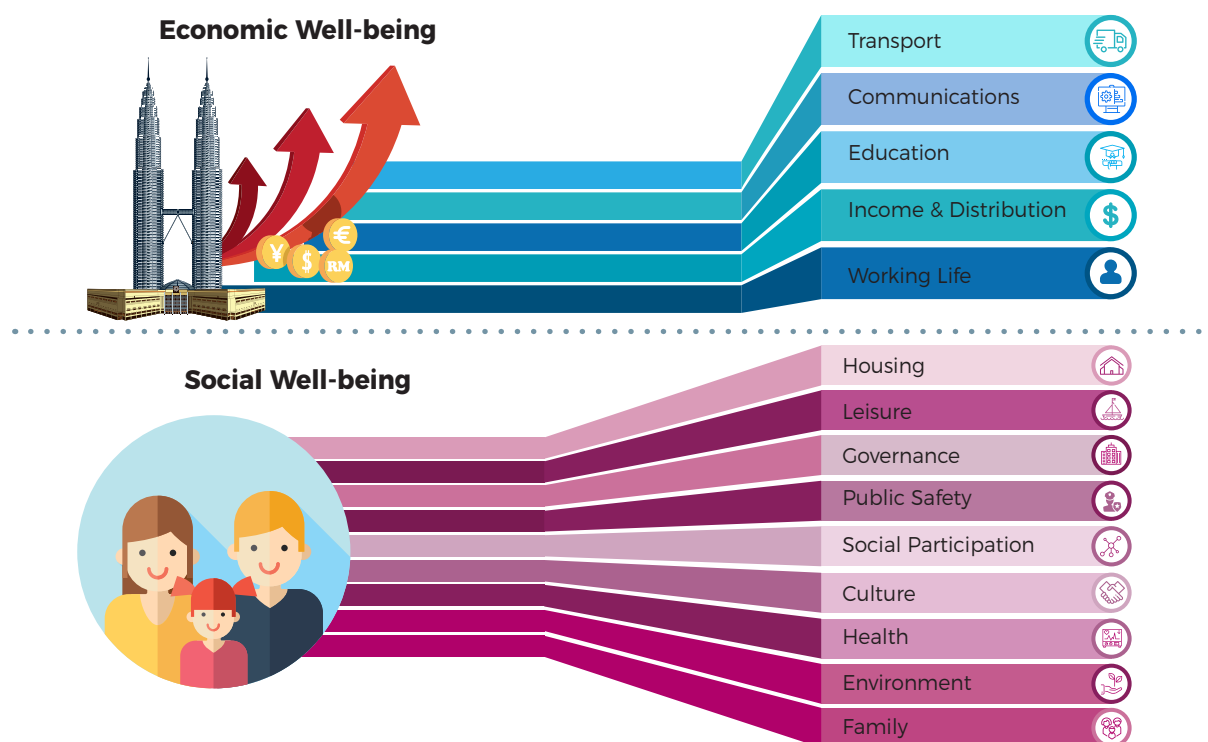 Economic Well-being
Transport
Communications
Education
Income & Distribution
$
Working Life
¥
€
$
RM
Social Well-being
Housing
Leisure
Governance
Public Safety
Social Participation
Culture
Health
Environment
Family